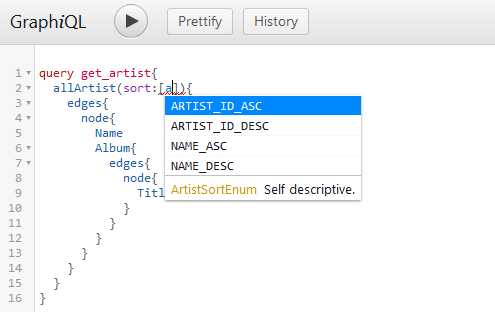 GraphiQL Prettify History
1 query get_artist{
2 allArtist(sort:[a]){
3 edges{
4 node{
5 Name
6 Album{
7 edges{
8 node{
9 Titl
10 }
11 }
12 }
13 }
14 }
15 }
16 }
ARTIST_ID_ASC
ARTIST_ID_DESC
NAME_ASC
NAME_DESC
ArtistSortEnum Self descriptive.